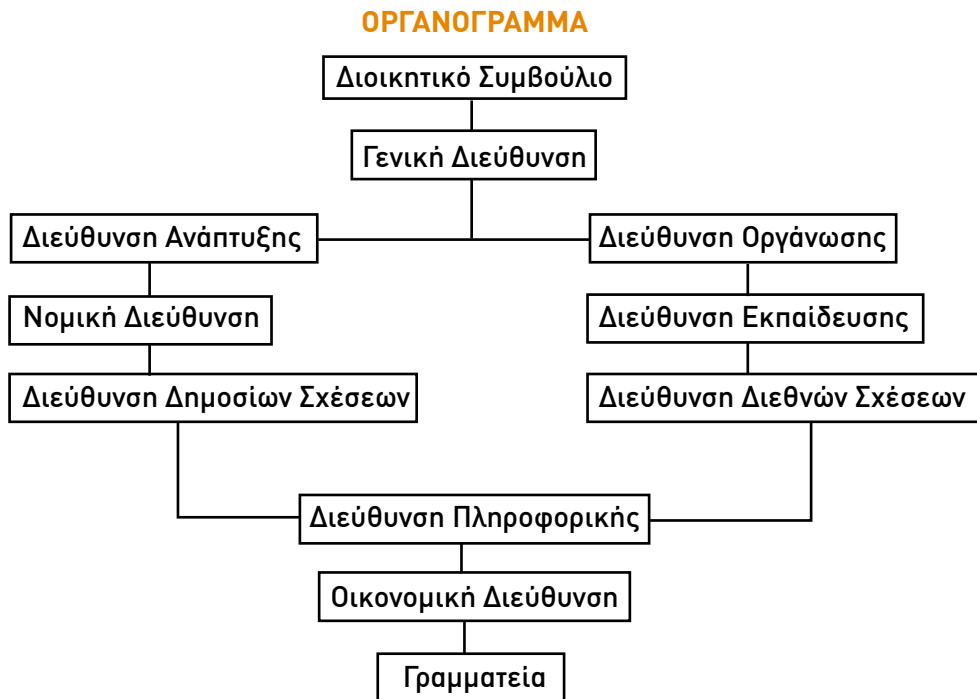 ΟΡΓΑΝΟΓΡΑΜΜΑ
Διοικητικό Συμβούλιο
Γενική Διεύθυνση
Διεύθυνση Ανάπτυξης
Διεύθυνση Οργάνωσης
Νομική Διεύθυνση
Διεύθυνση Εκπαίδευσης
Διεύθυνση Δημοσίων Σχέσεων
Διεύθυνση Διεθνών Σχέσεων
Διεύθυνση Πληροφορικής
Οικονομική Διεύθυνση
Γραμματεία